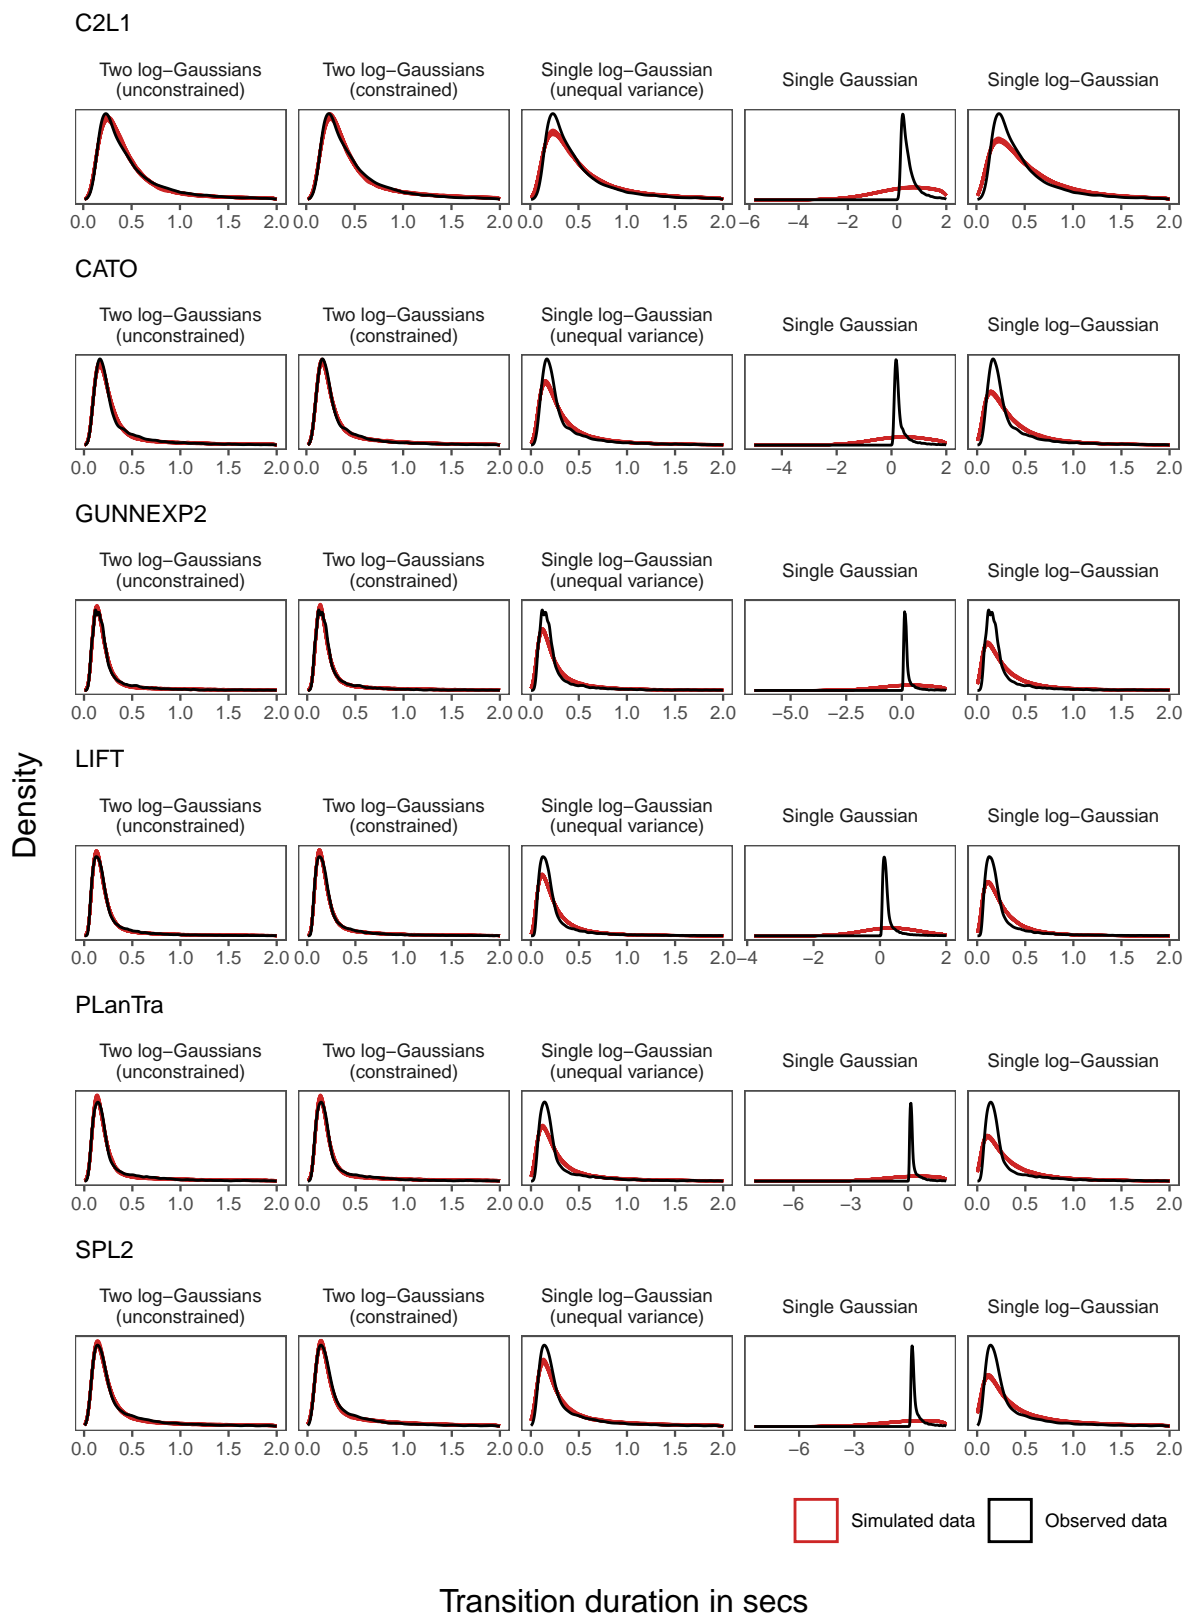 C2L1
Two log−Gaussians
(unconstrained)
Two log−Gaussians
(constrained)
Single log−Gaussian
(unequal variance)
Single Gaussian
Single log−Gaussian
0.0 0.5 1.0 1.5 2.0
0.0 0.5 1.0 1.5 2.0
0.0 0.5 1.0 1.5 2.0
−6 −4 −2 0 2
0.0 0.5 1.0 1.5 2.0
CATO
Two log−Gaussians
(unconstrained)
Two log−Gaussians
(constrained)
Single log−Gaussian
(unequal variance)
Single Gaussian
Single log−Gaussian
0.0 0.5 1.0 1.5 2.0
0.0 0.5 1.0 1.5 2.0
0.0 0.5 1.0 1.5 2.0
−4 −2 0 2
0.0 0.5 1.0 1.5 2.0
GUNNEXP2
Two log−Gaussians
(unconstrained)
Two log−Gaussians
(constrained)
Single log−Gaussian
(unequal variance)
Single Gaussian
Single log−Gaussian
0.0 0.5 1.0 1.5 2.0
0.0 0.5 1.0 1.5 2.0
0.0 0.5 1.0 1.5 2.0
−5.0 −2.5 0.0
0.0 0.5 1.0 1.5 2.0
Density
LIFT
Two log−Gaussians
(unconstrained)
Two log−Gaussians
(constrained)
Single log−Gaussian
(unequal variance)
Single Gaussian
Single log−Gaussian
0.0 0.5 1.0 1.5 2.0
0.0 0.5 1.0 1.5 2.0
0.0 0.5 1.0 1.5 2.0
−4 −2 0 2
0.0 0.5 1.0 1.5 2.0
PLanTra
Two log−Gaussians
(unconstrained)
Two log−Gaussians
(constrained)
Single log−Gaussian
(unequal variance)
Single Gaussian
Single log−Gaussian
0.0 0.5 1.0 1.5 2.0
0.0 0.5 1.0 1.5 2.0
0.0 0.5 1.0 1.5 2.0
−6 −3 0
0.0 0.5 1.0 1.5 2.0
SPL2
Two log−Gaussians
(unconstrained)
Two log−Gaussians
(constrained)
Single log−Gaussian
(unequal variance)
Single Gaussian
Single log−Gaussian
0.0 0.5 1.0 1.5 2.0
0.0 0.5 1.0 1.5 2.0
0.0 0.5 1.0 1.5 2.0
−6 −3 0
0.0 0.5 1.0 1.5 2.0
Simulated data
Observed data
Transition duration in secs